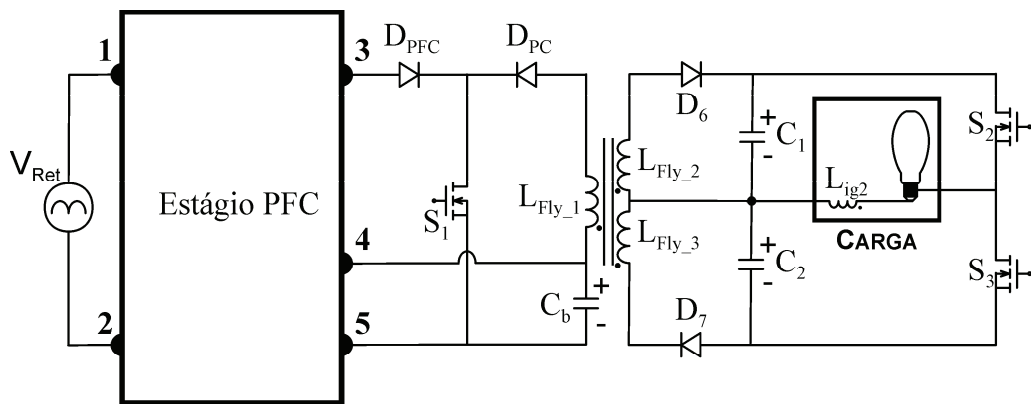 1
3
D_PFC
D_PC
D_6
S_2
V_Ret
Estágio PFC
S_1
L_Fly_1
L_Fly_2
+
C_1
-
L_ig2
CARGA
4
L_Fly_3
+
C_2
-
S_3
C_b
+
-
2
5
D_7